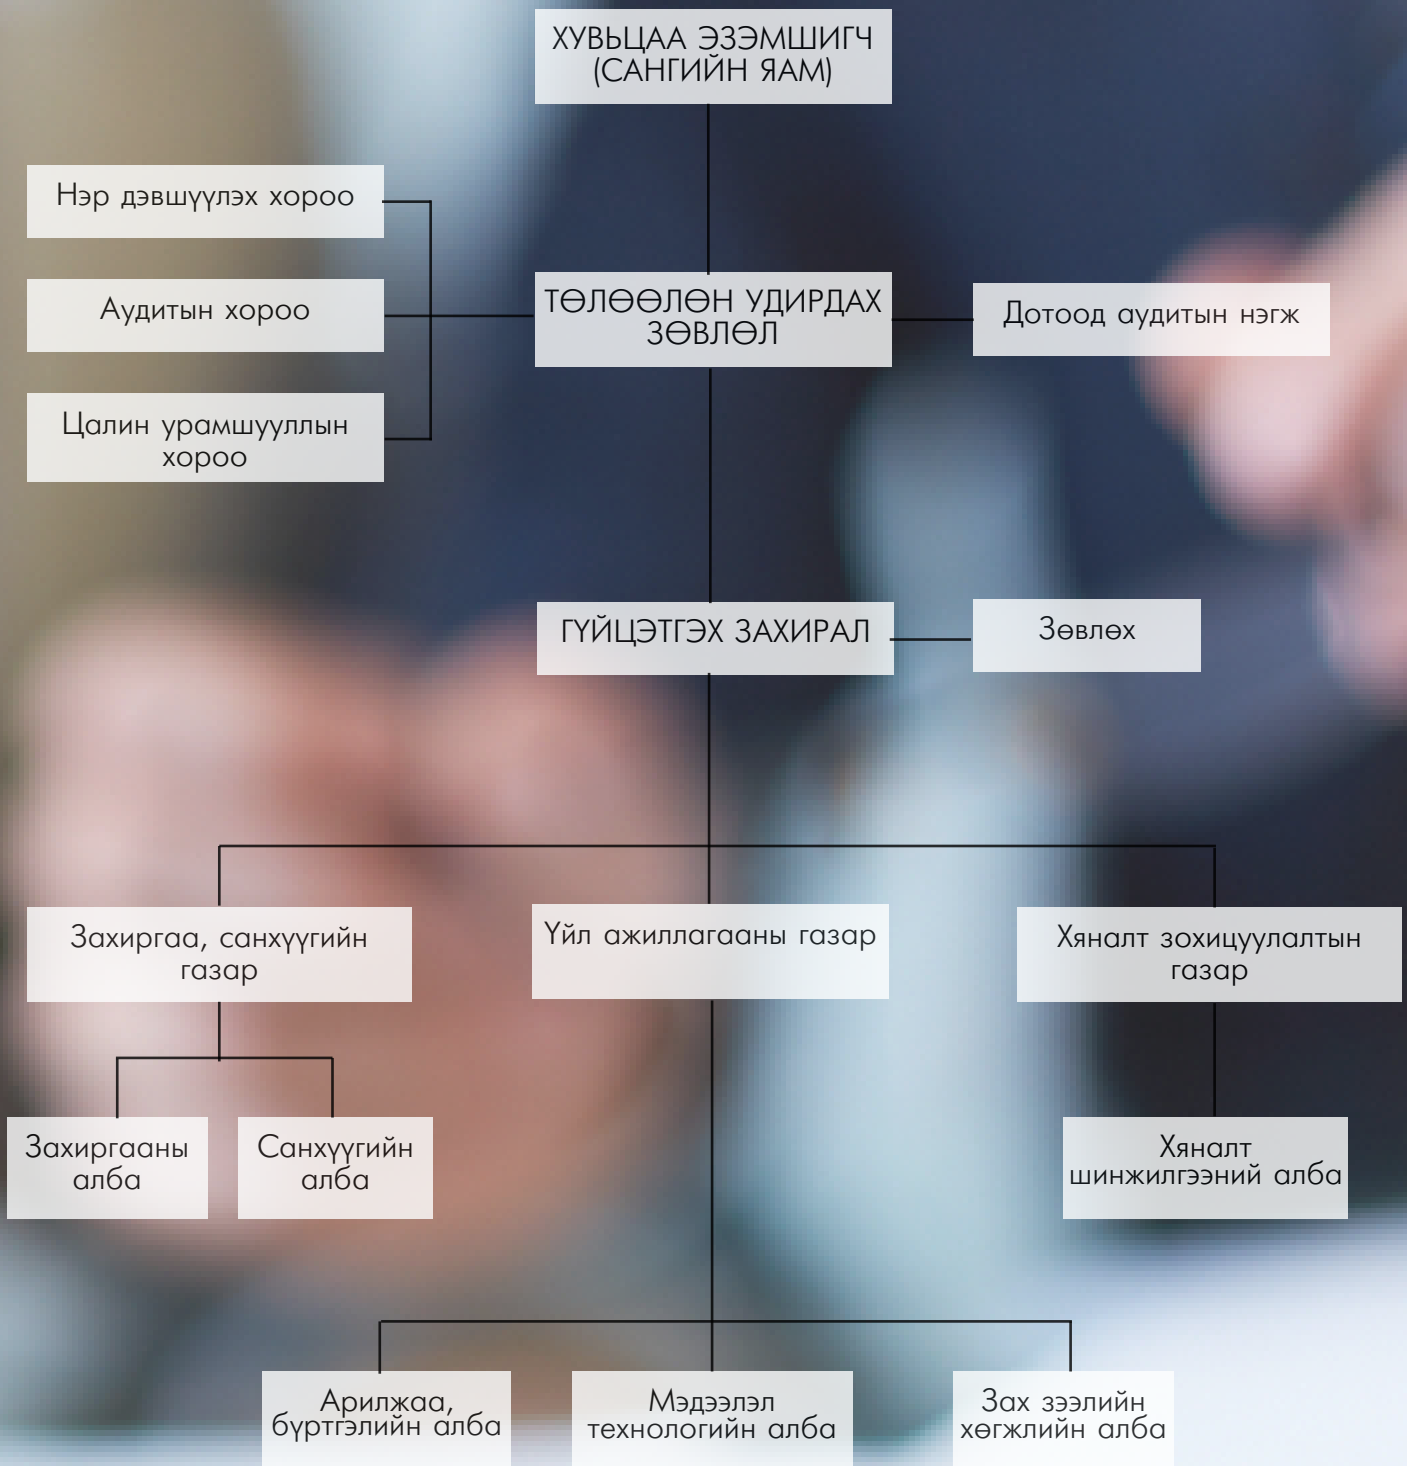 ХУВЬЦАА ЭЗЭМШИГЧ
(САНГИЙН ЯАМ)
Нэр дэвшүүлэх хороо
Аудитын хороо
Цалин урамшууллын
хороо
ТӨЛӨӨЛӨН УДИРДАХ
ЗӨВЛӨЛ
Дотоод аудитын нэгж
ГҮЙЦЭТГЭХ ЗАХИРАЛ
Зөвлөх
Захиргаа, санхүүгийн
газар
Үйл ажиллагааны газар
Хяналт зохицуулалтын
газар
Захиргааны
алба
Санхүүгийн
алба
Хяналт
шинжилгээний алба
Арилжаа,
бүртгэлийн алба
Мэдээлэл
технологийн алба
Зах зээлийн
хөгжлийн алба